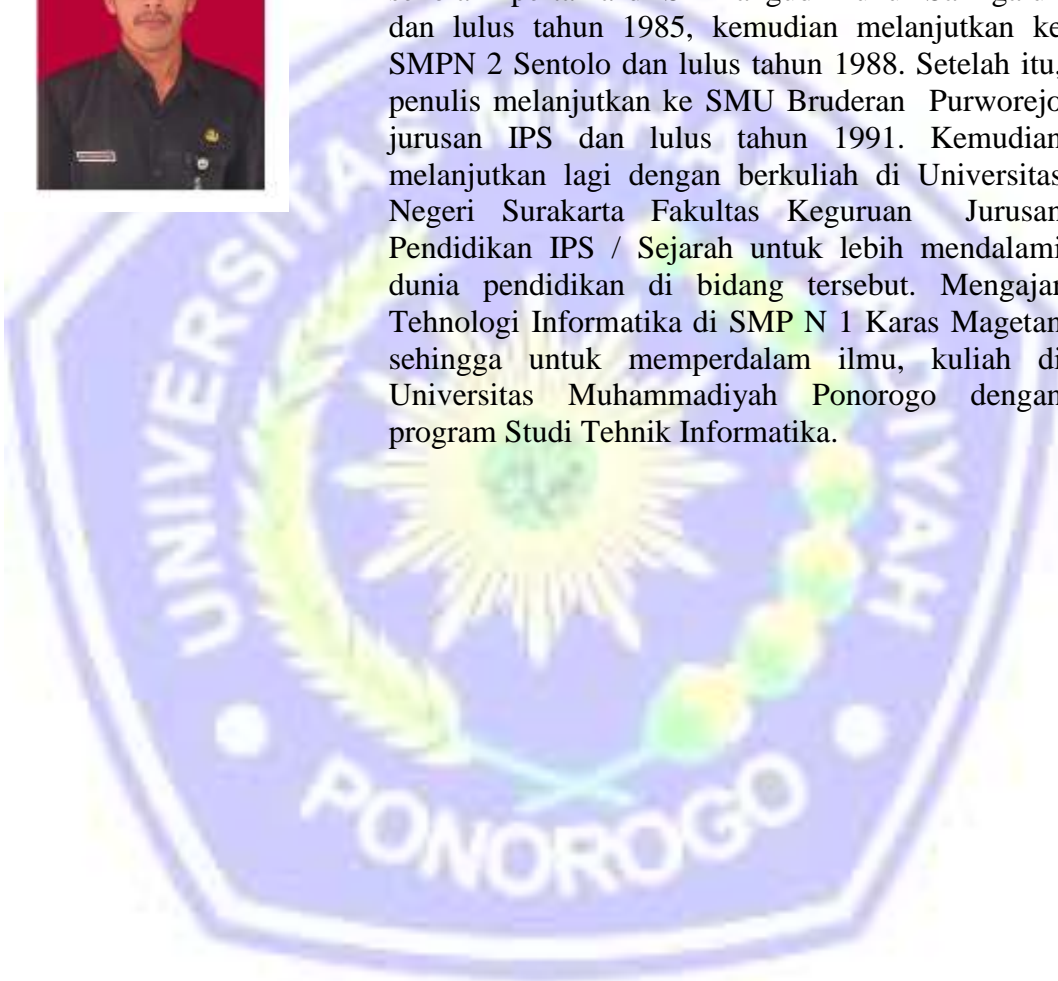 dan lulus tahun 1985, kemudian melanjutkan ke
SMPN 2 Sentolo dan lulus tahun 1988. Setelah itu,
penulis melanjutkan ke SMU Bruderan Purworejo
jurusan IPS dan lulus tahun 1991. Kemudian
melanjutkan lagi dengan berkuliah di Universitas
Negeri Surakarta Fakultas Keguruan Jurusan
Pendidikan IPS / Sejarah untuk lebih mendalami
dunia pendidikan di bidang tersebut. Mengajar
Tehnologi Informatika di SMP N 1 Karas Magetan
sehingga untuk memperdalam ilmu, kuliah di
Universitas Muhammadiyah Ponorogo dengan
program Studi Tehnik Informatika.
UNIVERSITAS MUHAMMADIYAH
PONOROGO